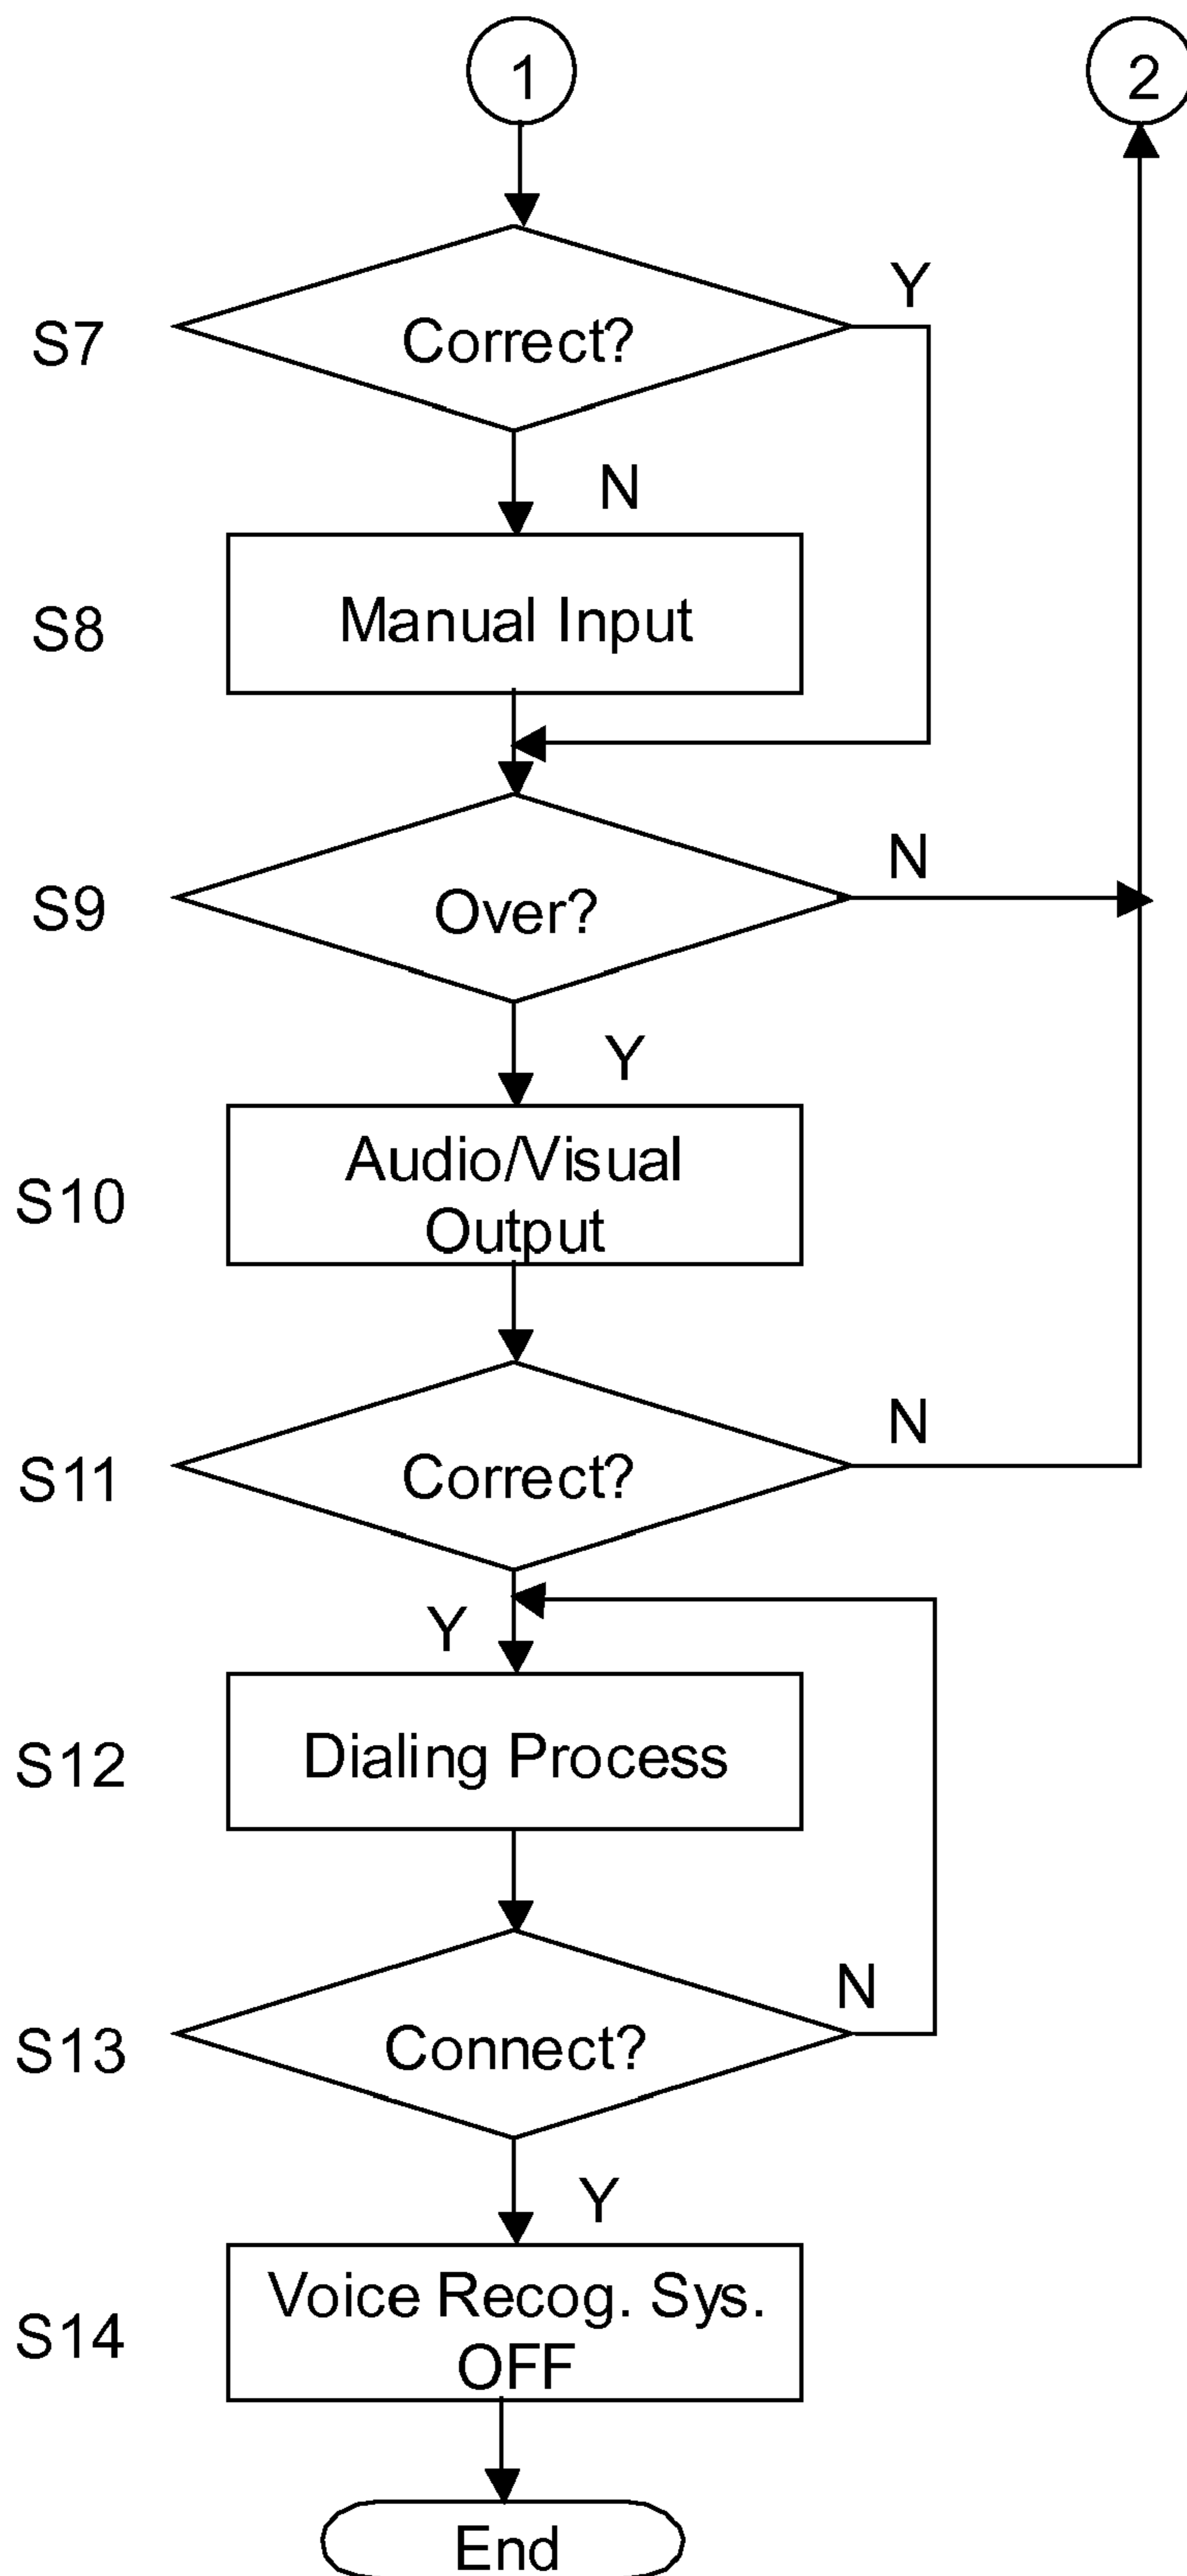 1
2
S7
Correct?
Y
N
S8
Manual Input
S9
Over?
N
Y
S10
Audio/Visual
Output
S11
Correct?
N
Y
S12
Dialing Process
S13
Connect?
N
Y
S14
Voice Recog. Sys.
OFF
End